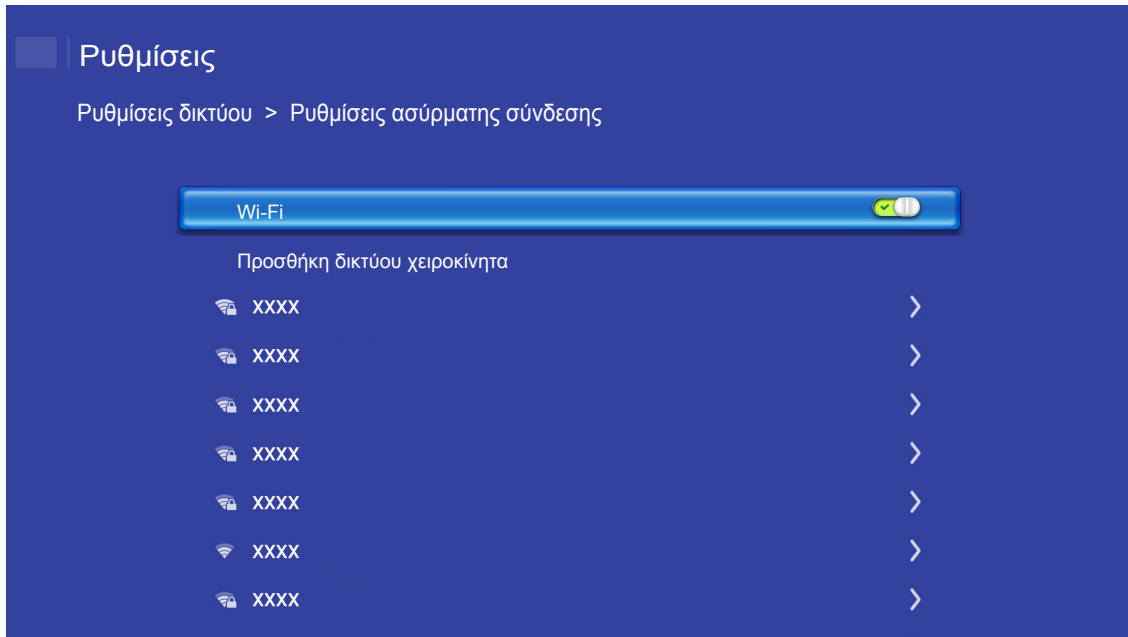 Ρυθμίσεις
Ρυθμίσεις δικτύου > Ρυθμίσεις ασύρματης σύνδεσης
Wi-Fi
Προσθήκη δικτύου χειροκίνητα
XXXX
XXXX
XXXX
XXXX
XXXX
XXXX
XXXX